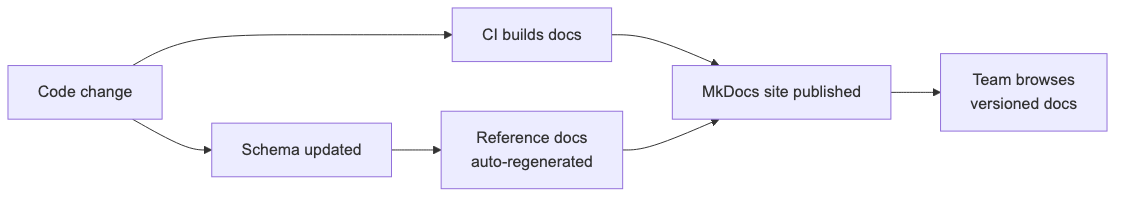 Code change
CI builds docs
Schema updated
Reference docs
auto-regenerated
MkDocs site published
Team browses
versioned docs